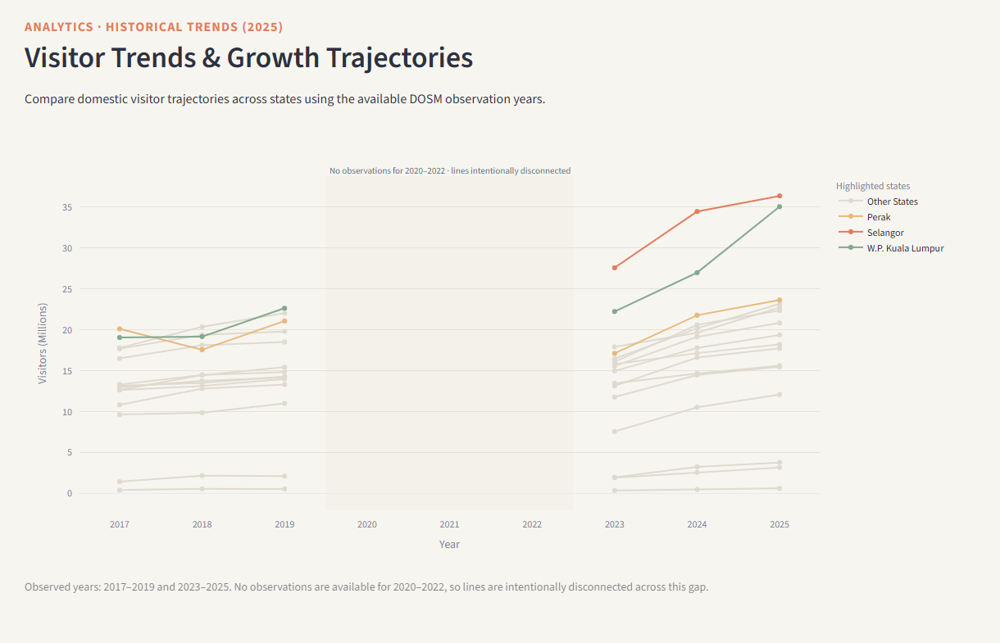 ANALYTICS · HISTORICAL TRENDS (2025)
Visitor Trends & Growth Trajectories
Compare domestic visitor trajectories across states using the available DOSM observation years.
No observations for 2020–2022 · lines intentionally disconnected
Highlighted states
Other States
Perak
Selangor
W.P. Kuala Lumpur
Visitors (Millions)
35
30
25
20
15
10
5
0
2017 2018 2019 2020 2021 2022 2023 2024 2025
Year
Observed years: 2017–2019 and 2023–2025. No observations are available for 2020–2022, so lines are intentionally disconnected across this gap.